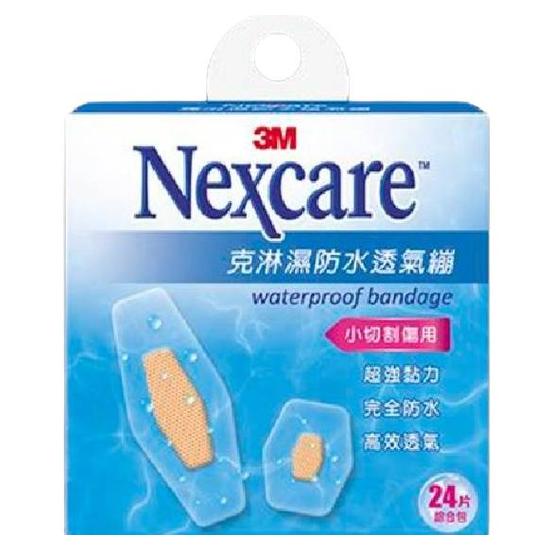 3M
Nexcare™
克淋濕防水透氣繃
waterproof bandage
小切割傷用
超強黏力
完全防水
高效透氣
24片
綜合包